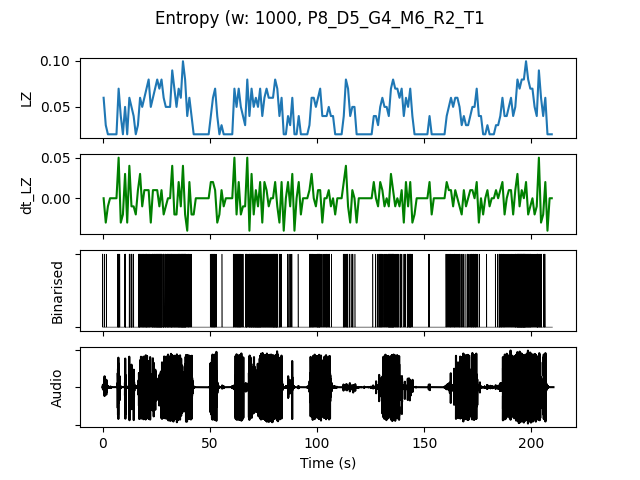 Entropy (w: 1000, P8_D5_G4_M6_R2_T1
LZ
0.10
0.05
dt_LZ
0.05
0.00
Binarised
Audio
0 50 100 150 200
Time (s)